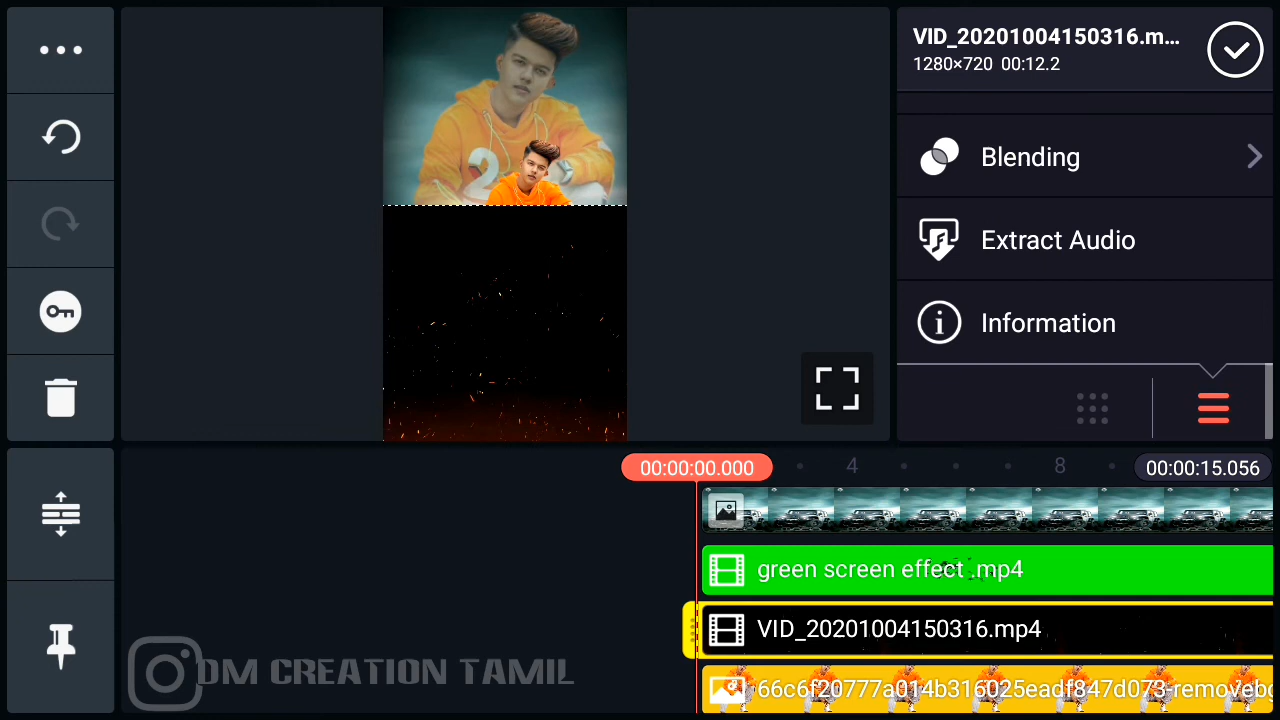 VID_20201004150316.m...
1280×720 00:12.2
Blending
Extract Audio
Information
00:00:00.000
4
8
00:00:15.056
green screen effect .mp4
VID_20201004150316.mp4
DM CREATION TAMIL
66c6f20777a014b316025eadf847d073-removebg